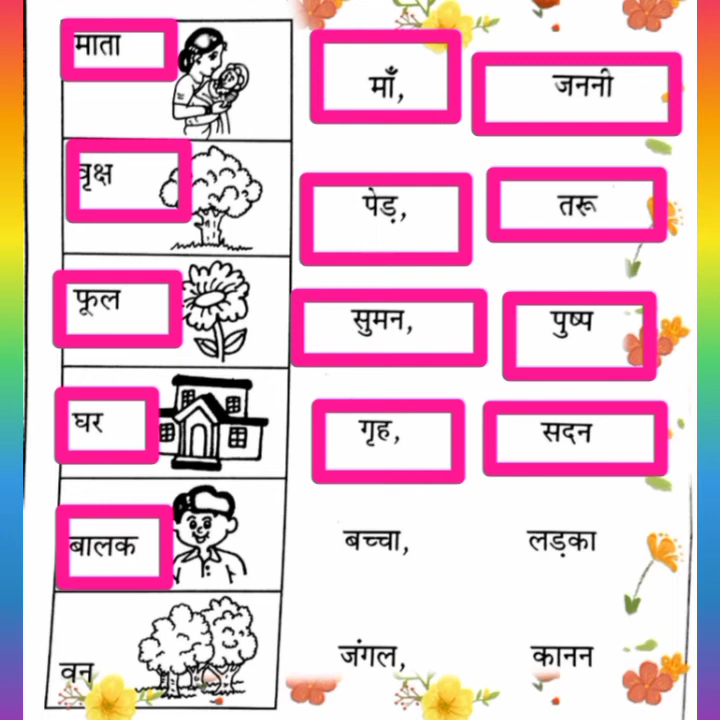 माता माँ, जननी
वृक्ष पेड़, तरू
फूल सुमन, पुष्प
घर गृह, सदन
बालक बच्चा, लड़का
वन जंगल, कानन